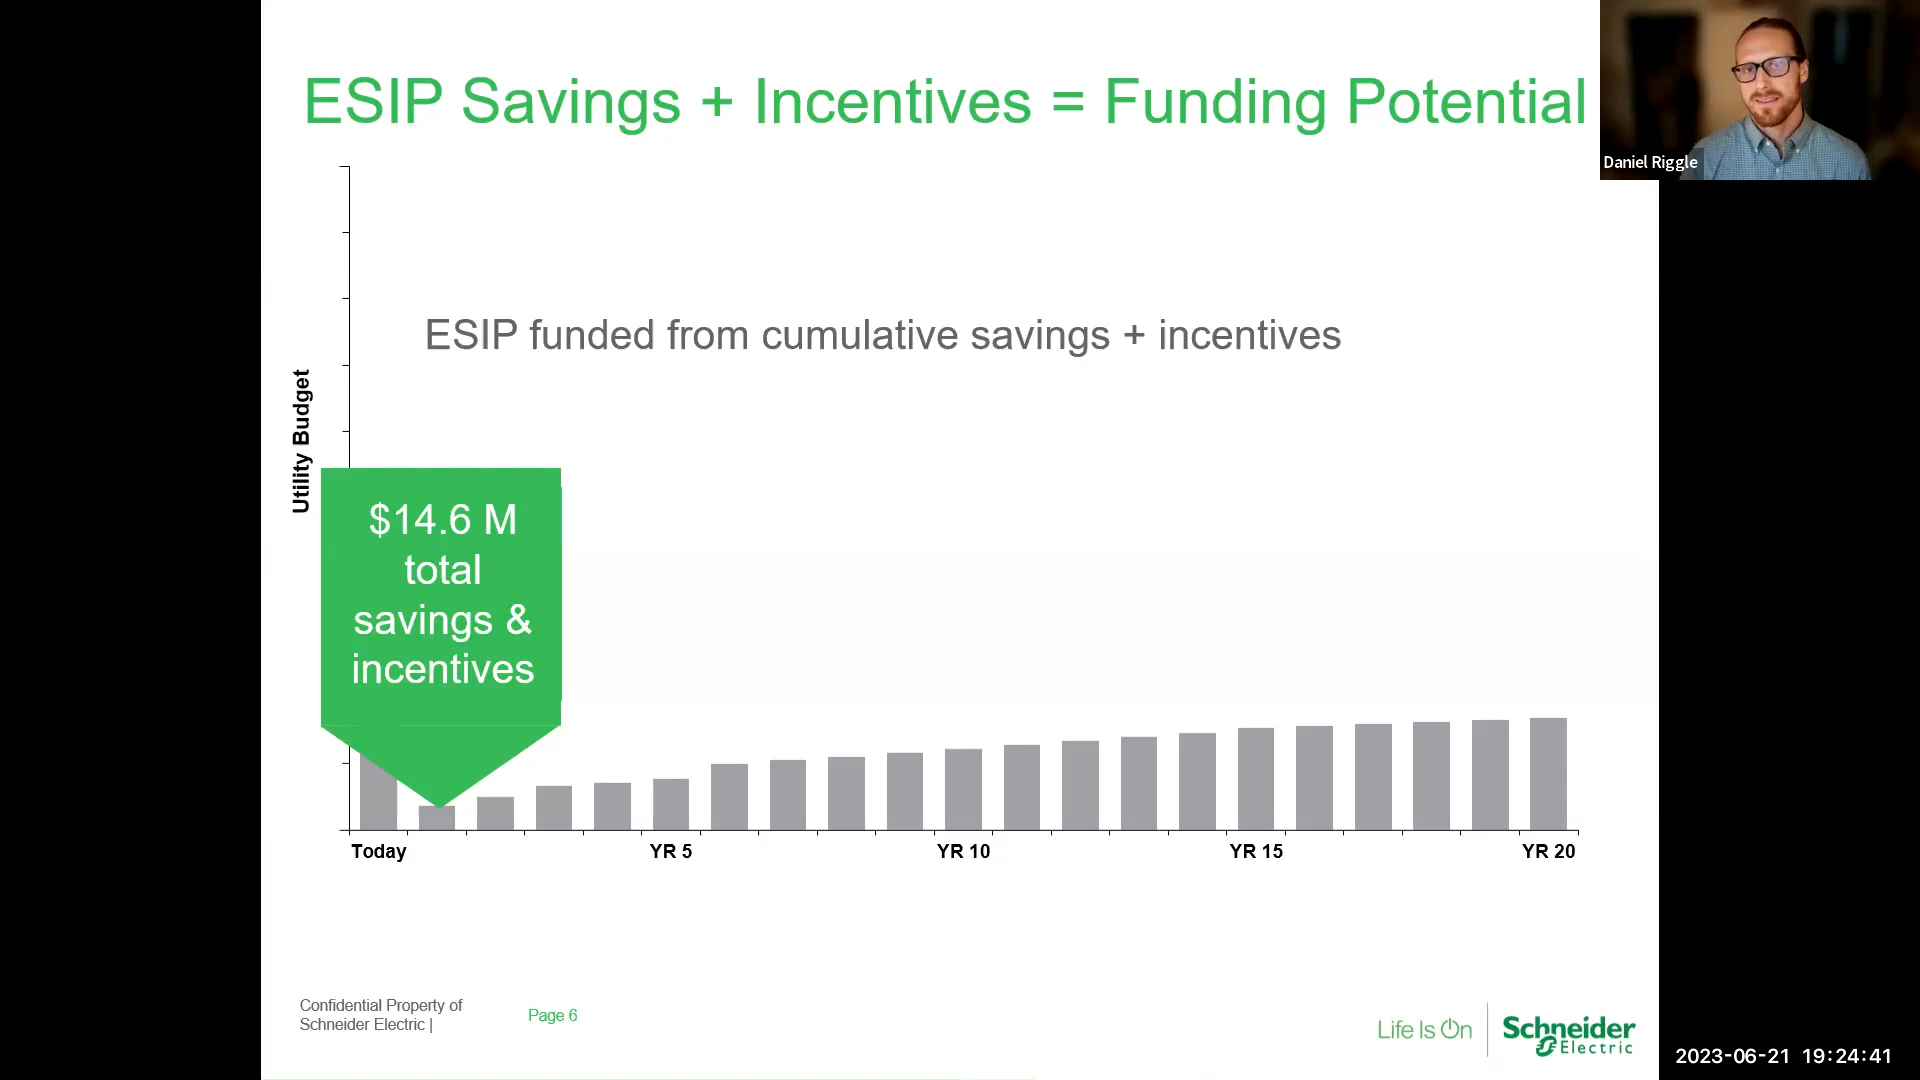 ESIP Savings + Incentives = Funding Potential
Daniel Riggle
ESIP funded from cumulative savings + incentives
Utility Budget
$14.6 M
total
savings &
incentives
Today
YR 5
YR 10
YR 15
YR 20
Confidential Property of
Schneider Electric |
Page 6
Life Is On
Schneider
Electric
2023-06-21 19:24:41